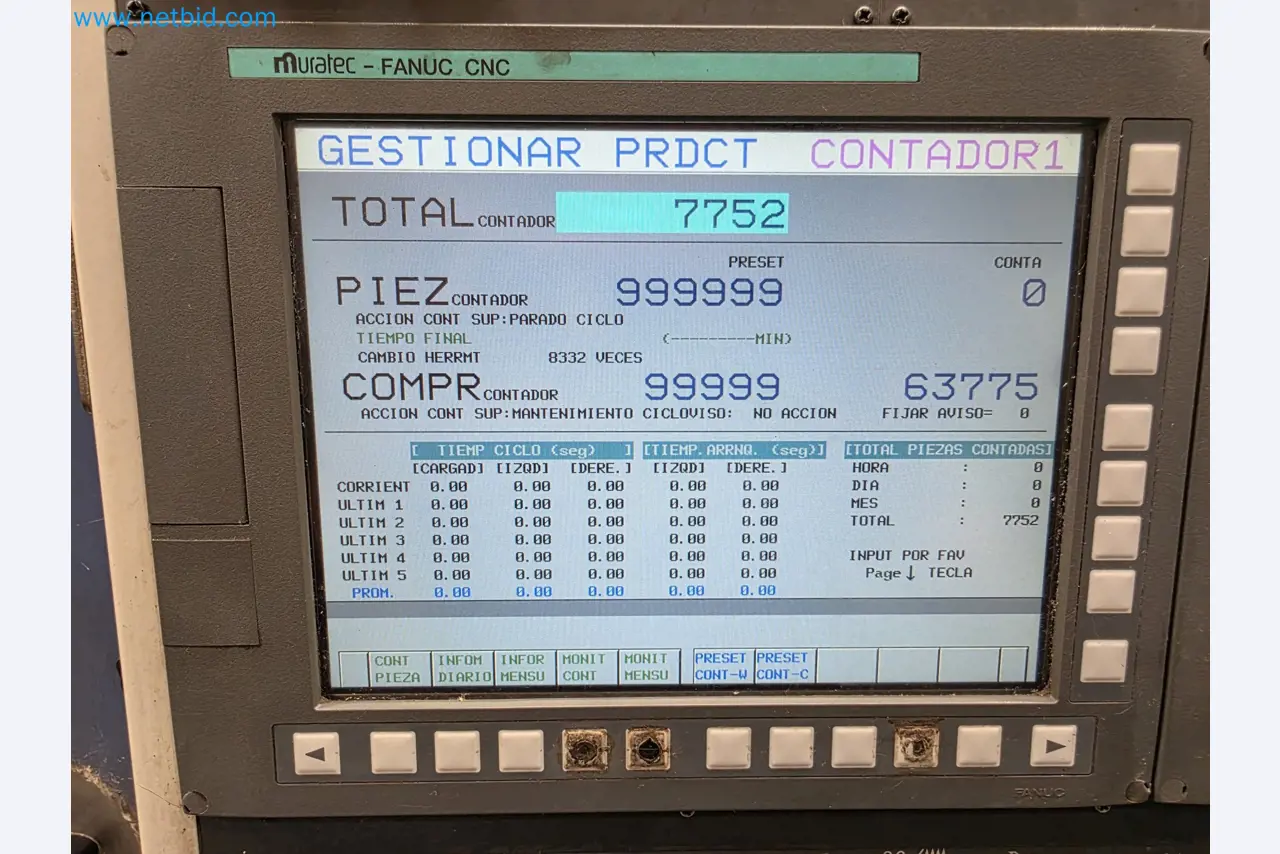 www.netbid.com
muratec - FANUC CNC
GESTIONAR PRDCT CONTADOR1
TOTAL CONTADOR 7752
PRESET CONTA
PIEZ CONTADOR 999999 0
ACCION CONT SUP:PARADO CICLO
TIEMPO FINAL (---------MIN)
CAMBIO HERRMT 8332 VECES
COMPR CONTADOR 99999 63775
ACCION CONT SUP:MANTENIMIENTO CICLOVISO: NO ACCION FIJAR AVISO= 0
[ TIEMP CICLO (seg) ] [TIEMP.ARRNQ. (seg)] [TOTAL PIEZAS CONTADAS]
[CARGAD] [IZQD] [DERE.] [IZQD] [DERE.] HORA : 0
CORRIENT 0.00 0.00 0.00 0.00 0.00 DIA : 0
ULTIM 1 0.00 0.00 0.00 0.00 0.00 MES : 0
ULTIM 2 0.00 0.00 0.00 0.00 0.00 TOTAL : 7752
ULTIM 3 0.00 0.00 0.00 0.00 0.00
ULTIM 4 0.00 0.00 0.00 0.00 0.00 INPUT POR FAV
ULTIM 5 0.00 0.00 0.00 0.00 0.00 Page↓ TECLA
PROM. 0.00 0.00 0.00 0.00 0.00
CONT INFOM INFOR MONIT MONIT PRESET PRESET
PIEZA DIARIO MENSU CONT MENSU CONT-W CONT-C
FANUC